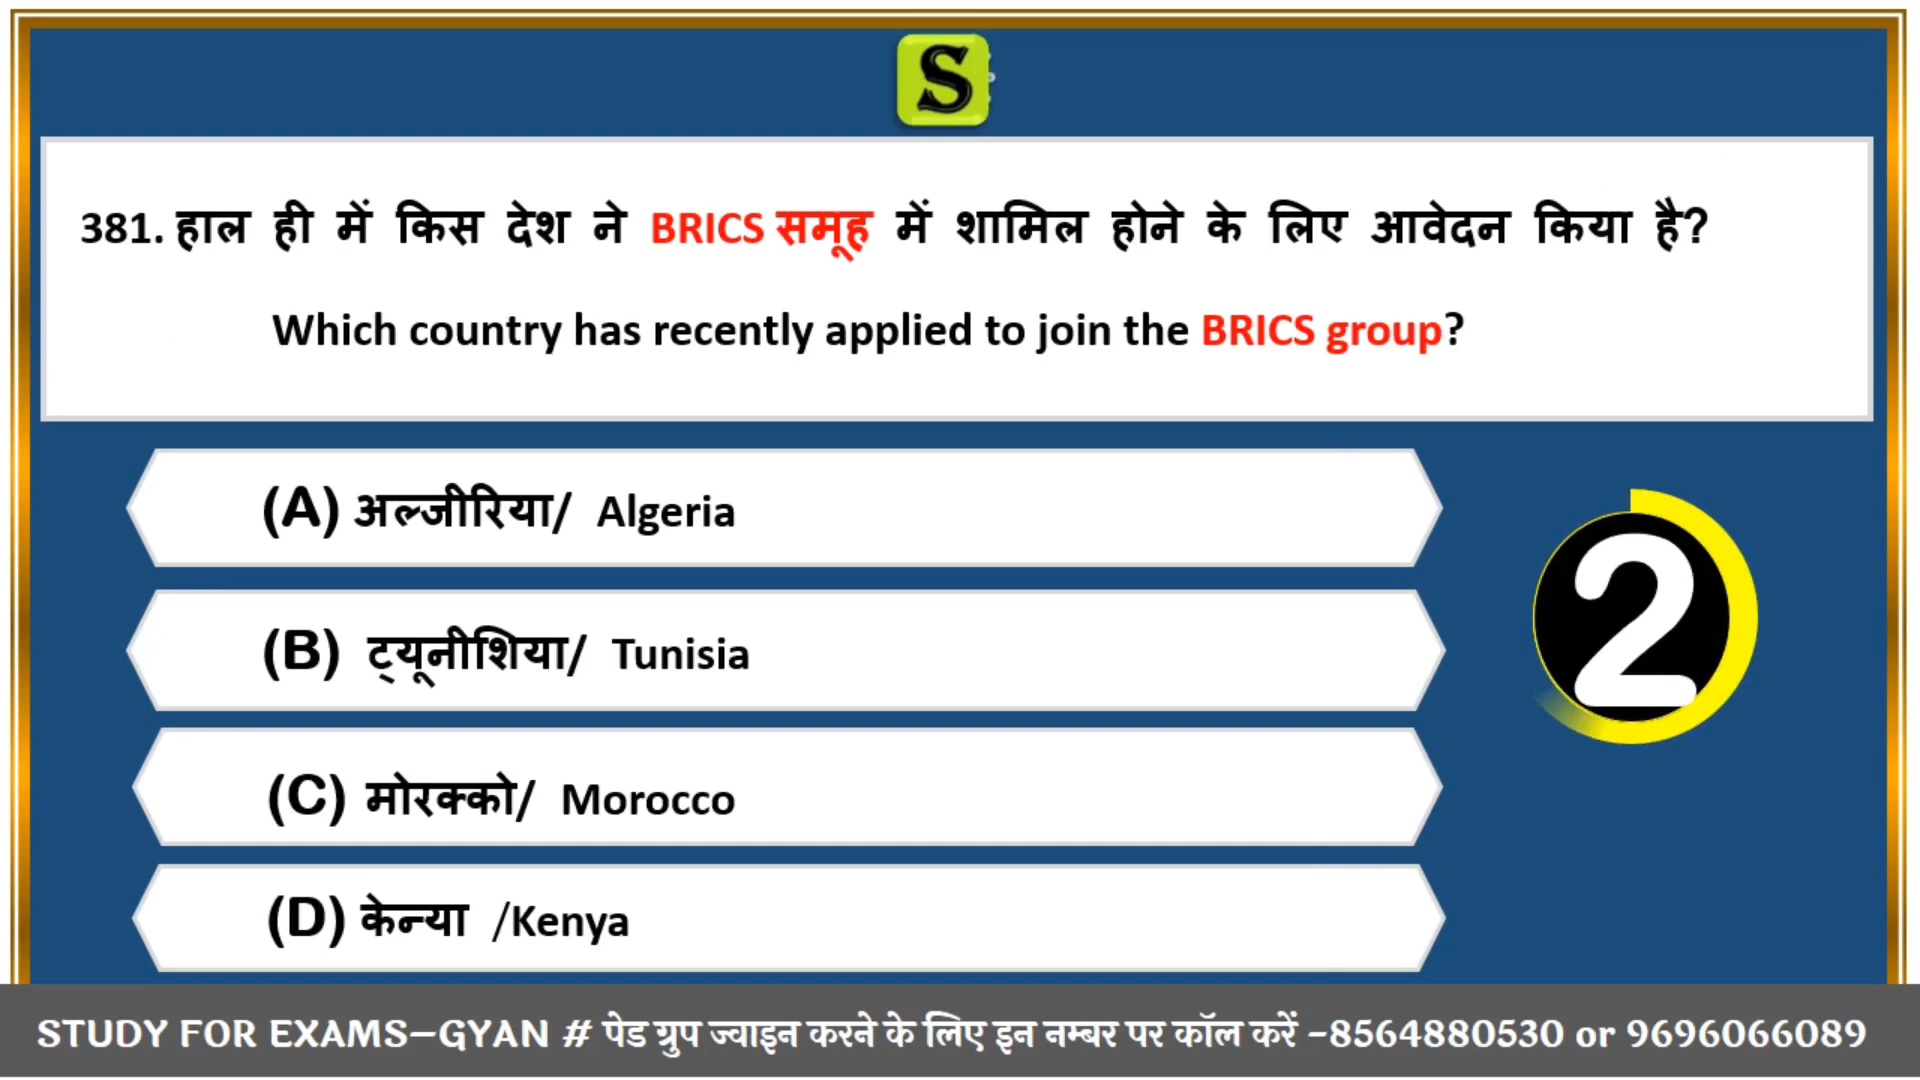 S
381. हाल ही में किस देश ने BRICS समूह में शामिल होने के लिए आवेदन किया है?
Which country has recently applied to join the BRICS group?
(A) अल्जीरिया/ Algeria
(B) ट्यूनीशिया/ Tunisia
2
(C) मोरक्को/ Morocco
(D) केन्या /Kenya
STUDY FOR EXAMS–GYAN # पेड ग्रुप ज्वाइन करने के लिए इन नम्बर पर कॉल करें –8564880530 or 9696066089